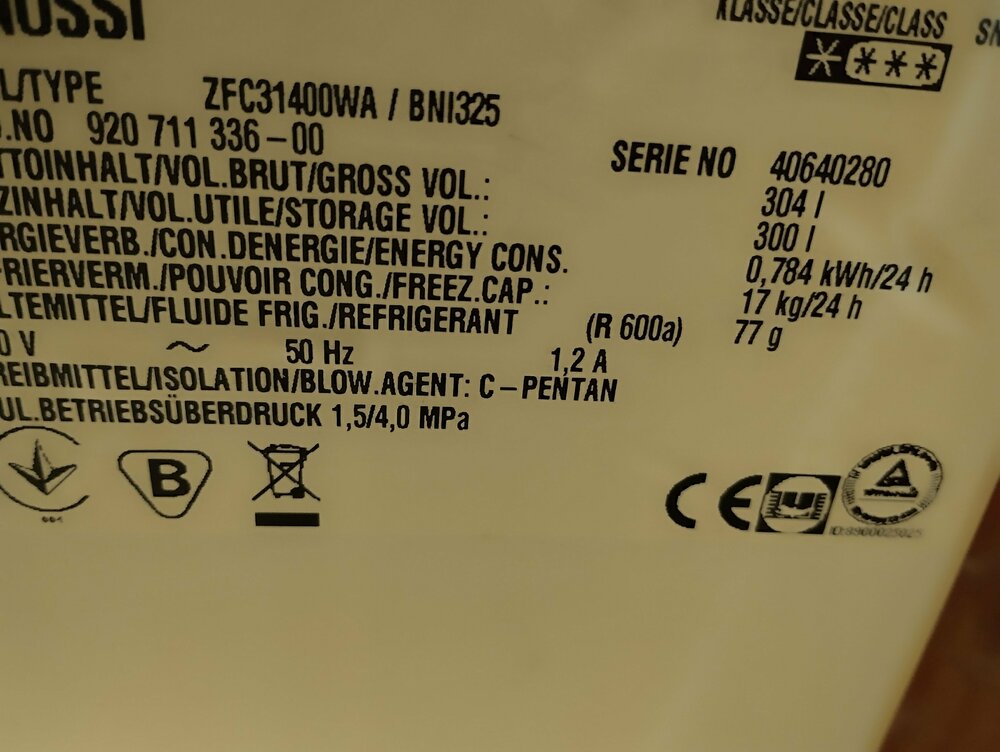 NUSSI
KLASSE/CLASSE/CLASS SN
L/TYPE ZFC31400WA / BNI325
.NO 920 711 336-00
SERIE NO 40640280
TTOINHALT/VOL.BRUT/GROSS VOL.: 304 l
ZINHALT/VOL.UTILE/STORAGE VOL.: 300 l
RGIEVERB./CON.DENERGIE/ENERGY CONS. 0,784 kWh/24 h
FRIERVERM./POUVOIR CONG./FREEZ.CAP.: 17 kg/24 h
LTEMITTEL/FLUIDE FRIG./REFRIGERANT (R 600a) 77 g
0 V ~ 50 Hz 1,2 A
REIBMITTEL/ISOLATION/BLOW.AGENT: C-PENTAN
UL.BETRIEBSÜBERDRUCK 1,5/4,0 MPa
B
CE
001